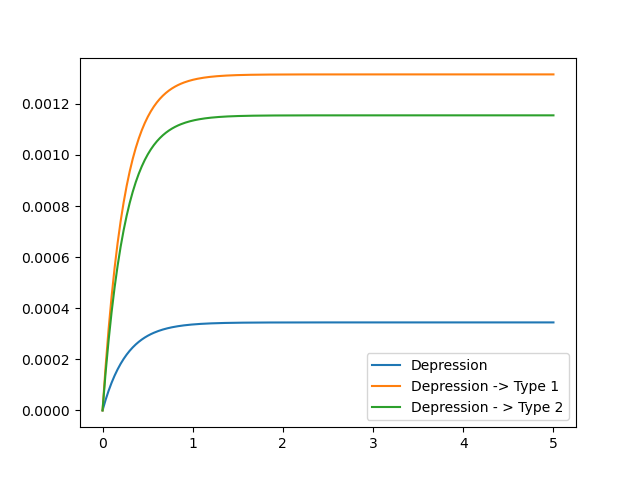 0.0012
0.0010
0.0008
0.0006
0.0004
0.0002
0.0000
Depression
Depression -> Type 1
Depression - > Type 2
0 1 2 3 4 5